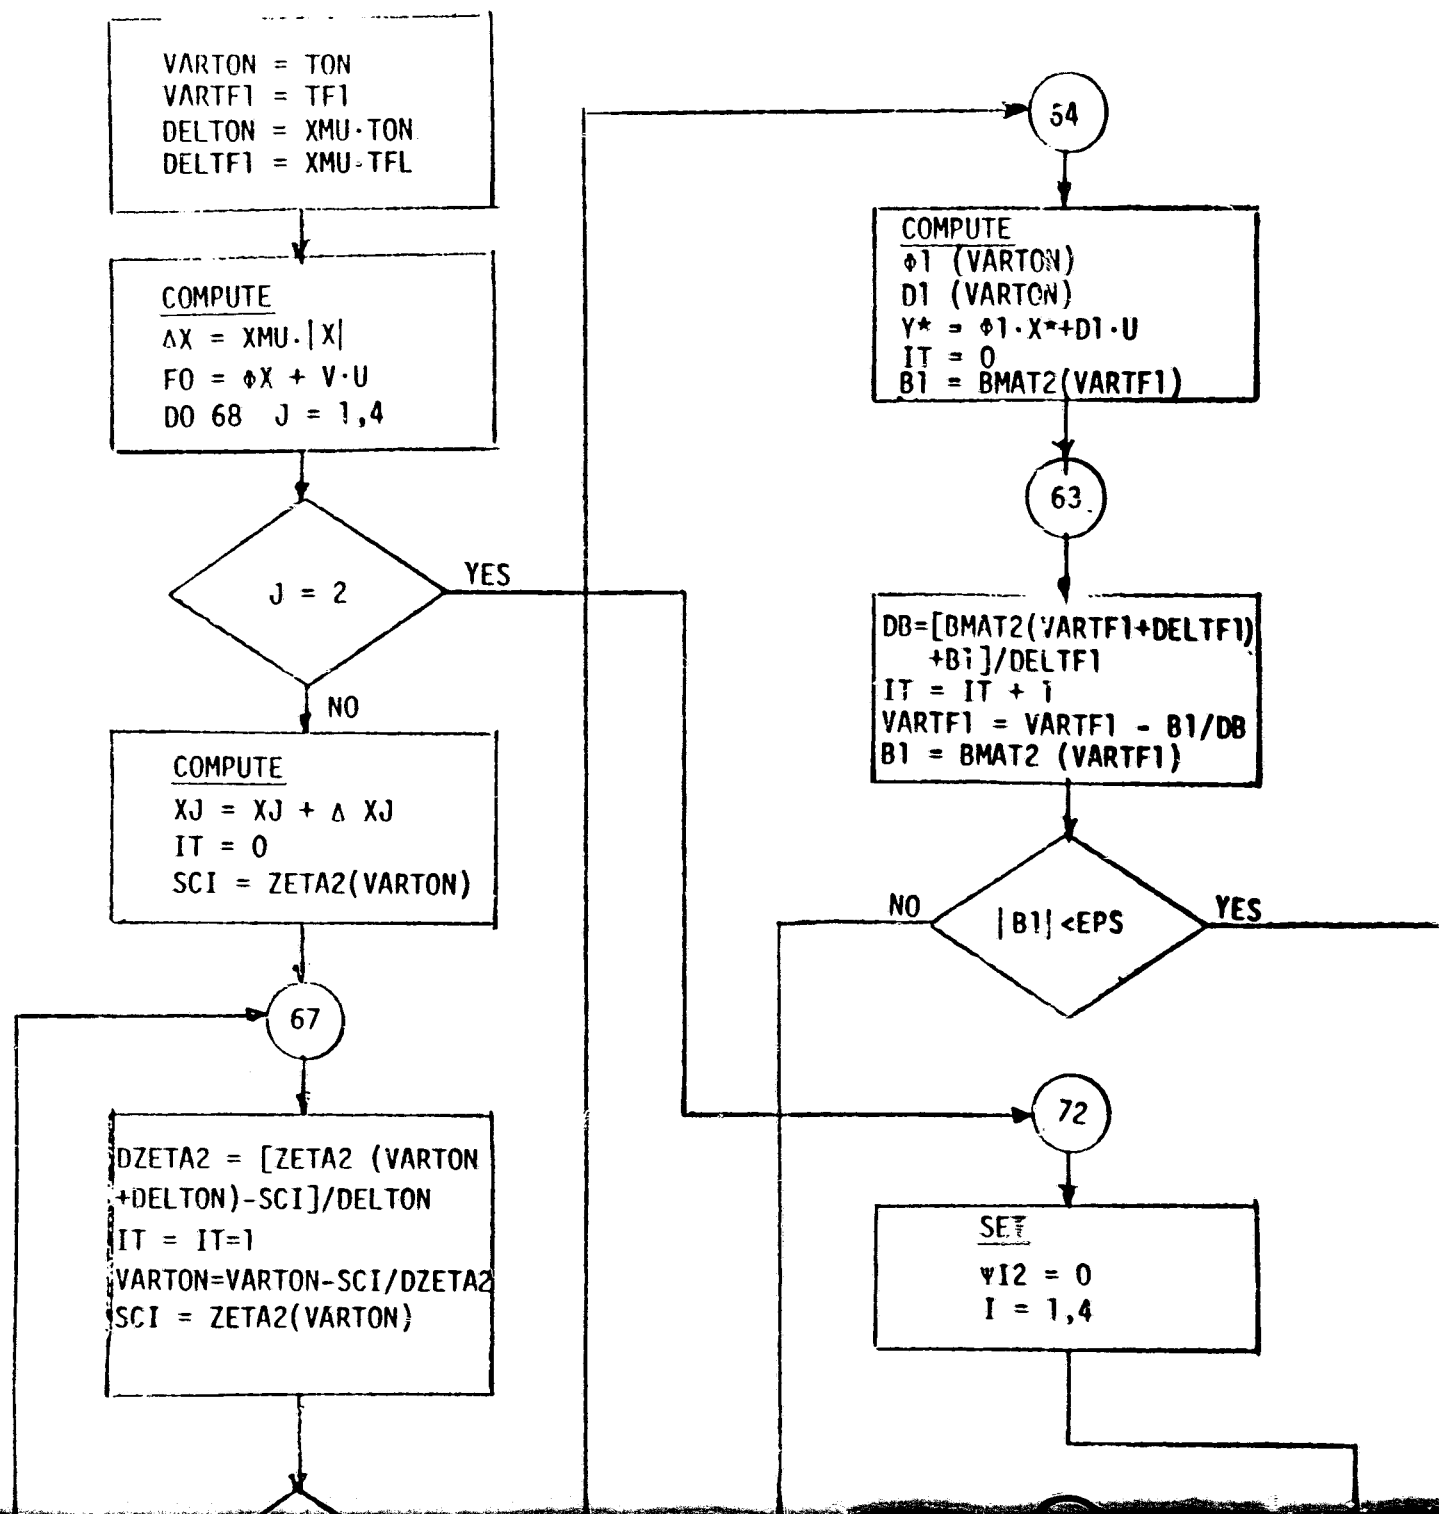 VARTON = TON
VARTF1 = TF1
DELTON = XMU·TON
DELTF1 = XMU·TFL
COMPUTE
ΔX = XMU·|X|
FO = ΦX + V·U
DO 68 J = 1,4
J = 2
YES
NO
COMPUTE
XJ = XJ + Δ XJ
IT = 0
SCI = ZETA2(VARTON)
67
DZETA2 = [ZETA2 (VARTON
+DELTON)-SCI]/DELTON
IT = IT=1
VARTON=VARTON-SCI/DZETA2
SCI = ZETA2(VARTON)
54
COMPUTE
Φ1 (VARTON)
D1 (VARTON)
Y* = Φ1·X*+D1·U
IT = 0
B1 = BMAT2(VARTF1)
63
DB=[BMAT2(VARTF1+DELTF1)
+B1]/DELTF1
IT = IT + 1
VARTF1 = VARTF1 - B1/DB
B1 = BMAT2 (VARTF1)
NO
|B1|<EPS
YES
72
SET
ΨI2 = 0
I = 1,4